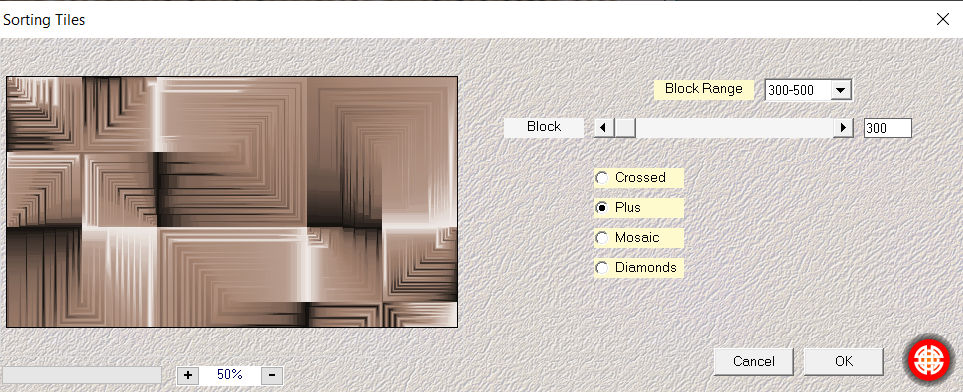 Sorting Tiles
Block Range
300-500
Block
300
Crossed
Plus
Mosaic
Diamonds
+ 50% -
Cancel
OK